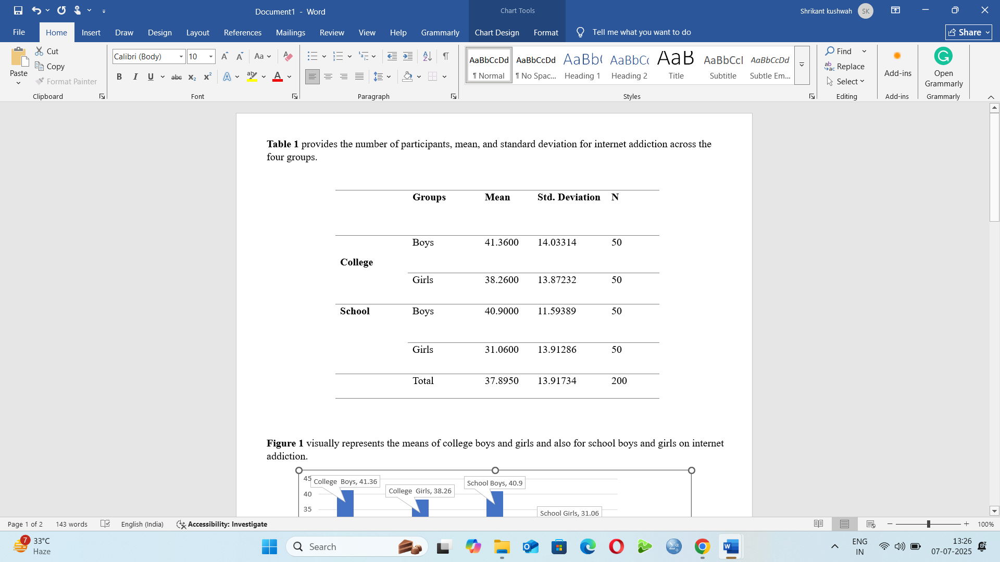 Document1 - Word
Chart Tools
Shrikant kushwah
SK
File
Home
Insert
Draw
Design
Layout
References
Mailings
Review
View
Help
Grammarly
Chart Design
Format
Tell me what you want to do
Share
Paste
Cut
Copy
Format Painter
Clipboard
Calibri (Body)
10
Aa
B I U abc x₂ x²
A ab A
Font
Paragraph
AaBbCcDd
¶ Normal
AaBbCcDd
¶ No Spac...
AaBb(
Heading 1
AaBbC(
Heading 2
AaB
Title
AaBbCcI
Subtitle
AaBbCcDd
Subtle Em...
Styles
Find
Replace
Select
Editing
Add-ins
Add-ins
Open
Grammarly
Grammarly
Table 1 provides the number of participants, mean, and standard deviation for internet addiction across the
four groups.
Groups Mean Std. Deviation N
Boys 41.3600 14.03314 50
College
Girls 38.2600 13.87232 50
School Boys 40.9000 11.59389 50
Girls 31.0600 13.91286 50
Total 37.8950 13.91734 200
Figure 1 visually represents the means of college boys and girls and also for school boys and girls on internet
addiction.
45
40
35
College Boys, 41.36
College Girls, 38.26
School Boys, 40.9
School Girls, 31.06
Page 1 of 2
143 words
English (India)
Accessibility: Investigate
100%
7
33°C
Haze
Search
ENG
IN
13:26
07-07-2025